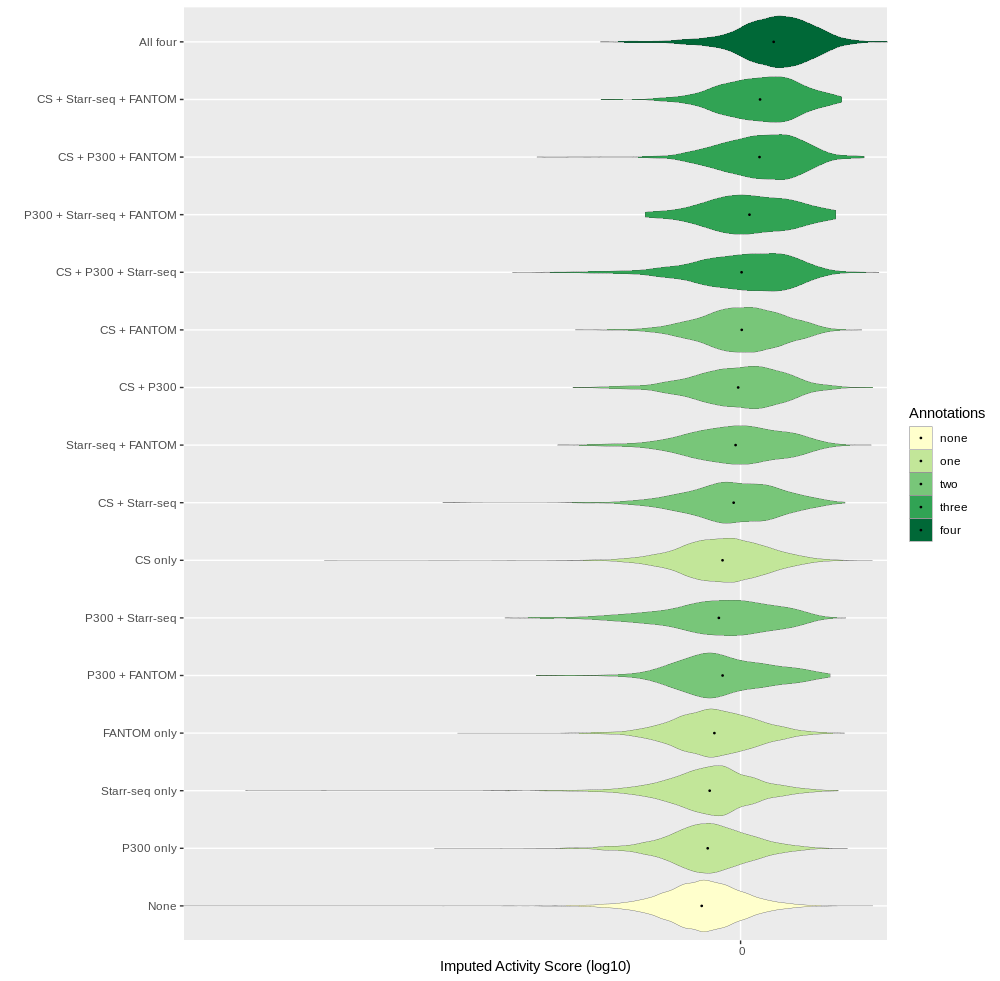 All four
CS + Starr-seq + FANTOM
CS + P300 + FANTOM
P300 + Starr-seq + FANTOM
CS + P300 + Starr-seq
CS + FANTOM
CS + P300
Starr-seq + FANTOM
CS + Starr-seq
CS only
P300 + Starr-seq
P300 + FANTOM
FANTOM only
Starr-seq only
P300 only
None
0
Imputed Activity Score (log10)
Annotations
none
one
two
three
four